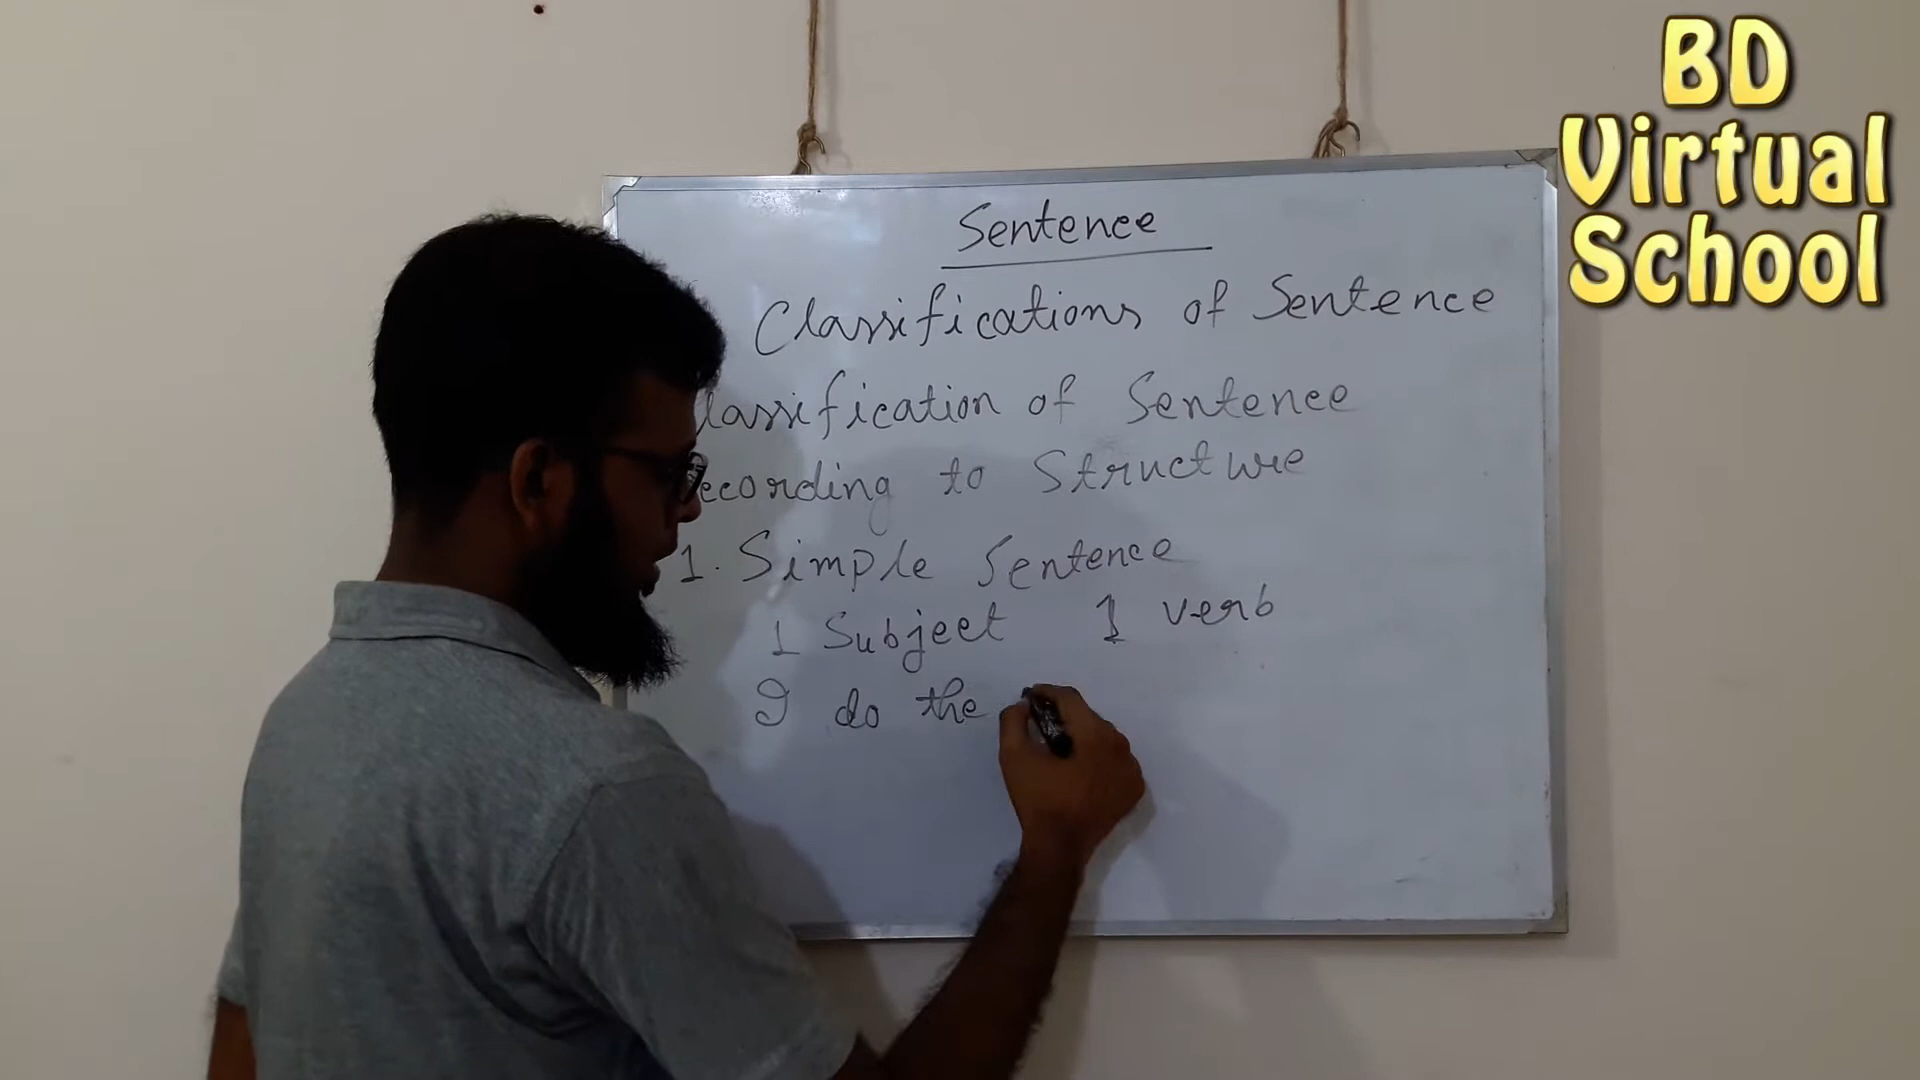 BD
Virtual
School
Sentence
Classifications of Sentence
lassification of Sentence
ccording to Structure
1. Simple Sentence
1 Subject 1 verb
I do the